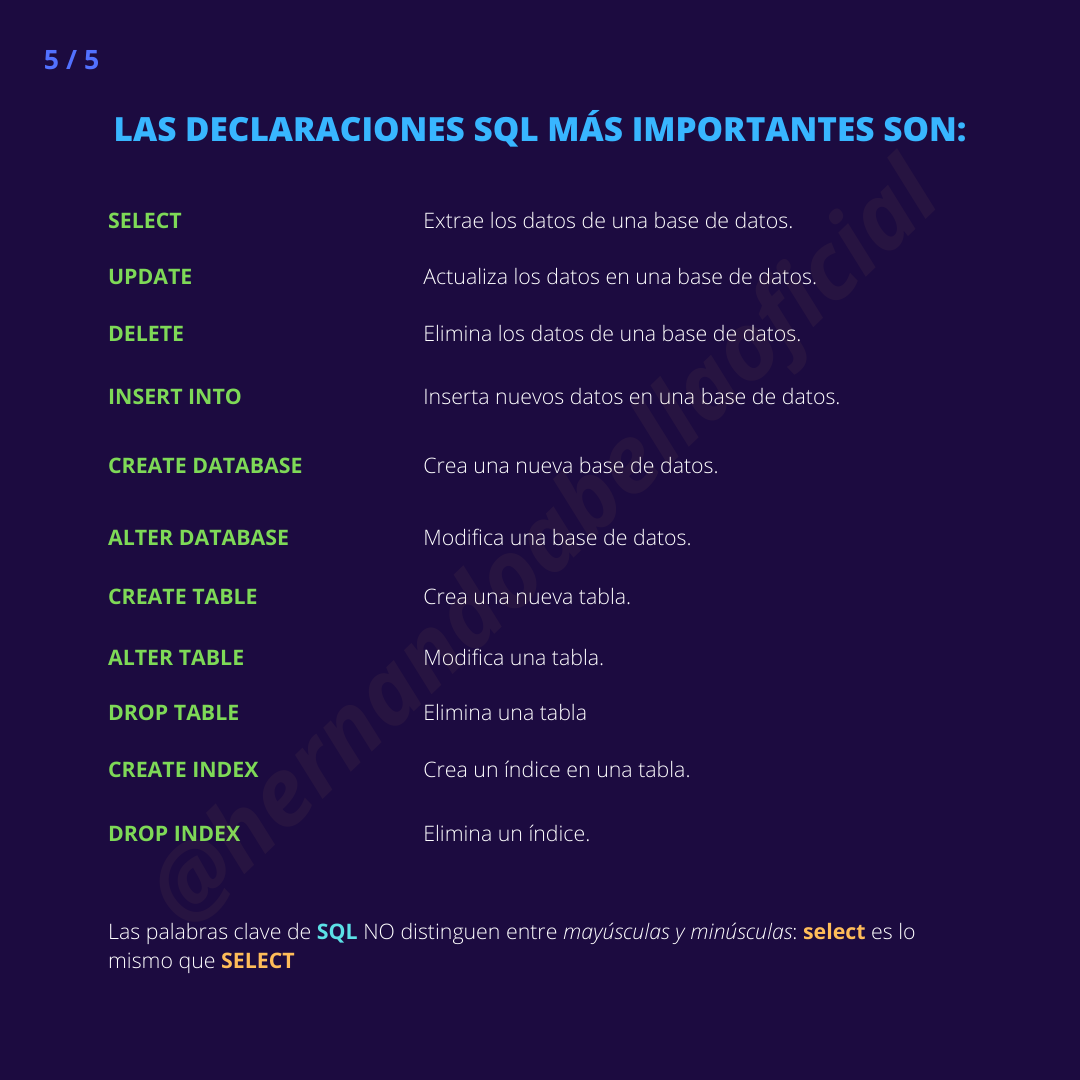 5 / 5
LAS DECLARACIONES SQL MÁS IMPORTANTES SON:
SELECT Extrae los datos de una base de datos.
UPDATE Actualiza los datos en una base de datos.
DELETE Elimina los datos de una base de datos.
INSERT INTO Inserta nuevos datos en una base de datos.
CREATE DATABASE Crea una nueva base de datos.
ALTER DATABASE Modifica una base de datos.
CREATE TABLE Crea una nueva tabla.
ALTER TABLE Modifica una tabla.
DROP TABLE Elimina una tabla
CREATE INDEX Crea un índice en una tabla.
DROP INDEX Elimina un índice.
Las palabras clave de SQL NO distinguen entre mayúsculas y minúsculas: select es lo
mismo que SELECT
@hernandoabellaoficial